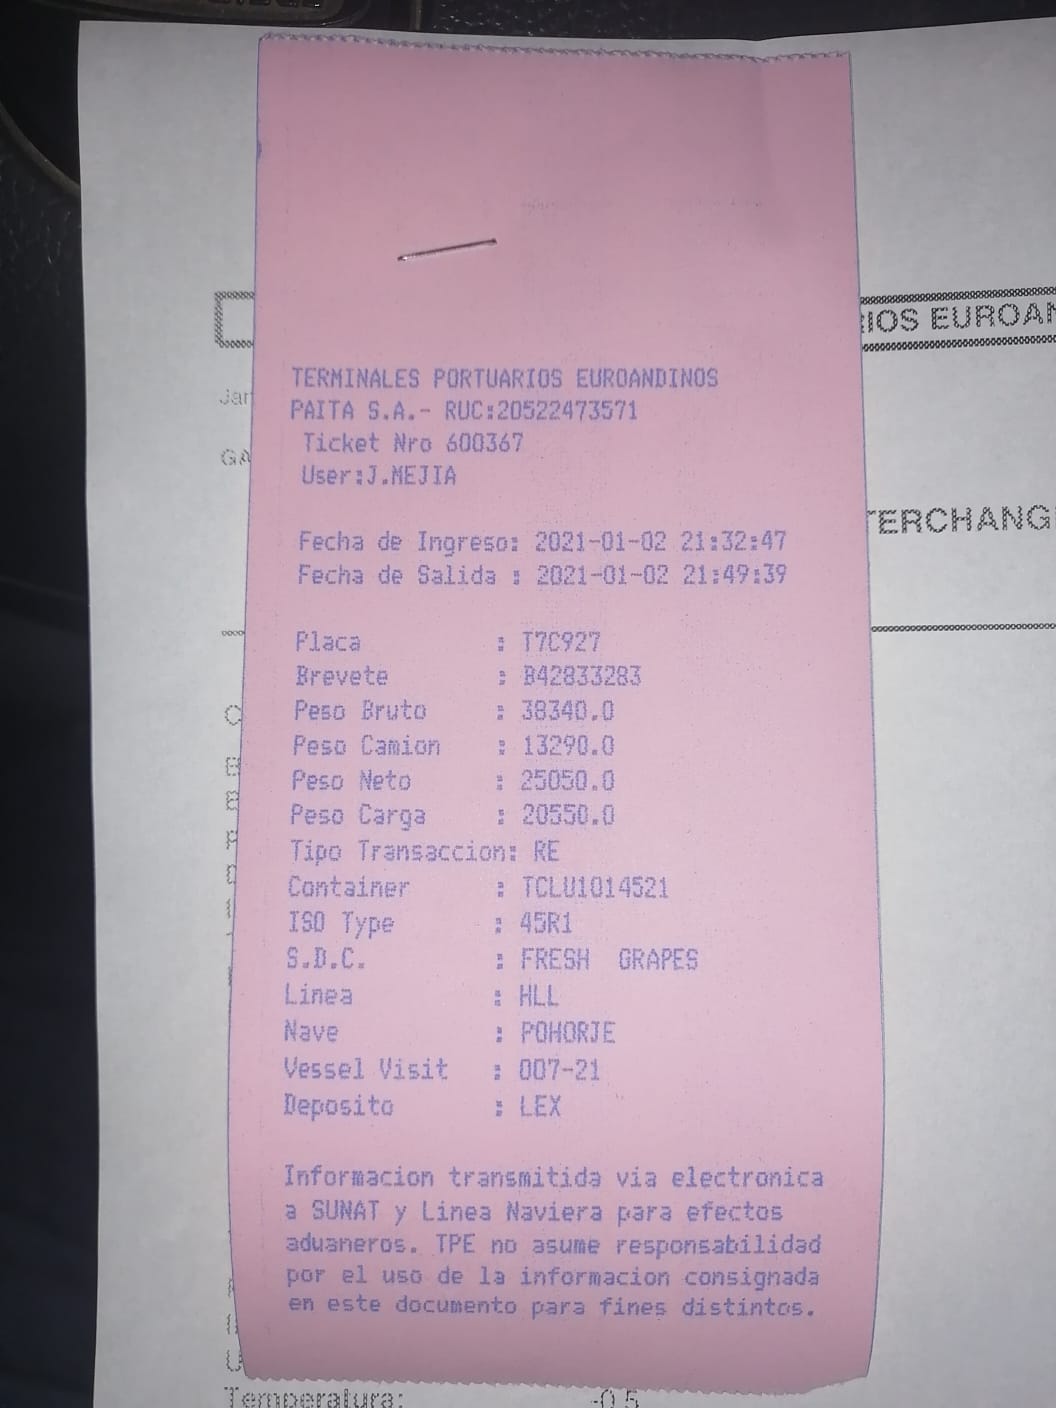 IOS EUROAN
Jar
GA
TERCHANG
TERMINALES PORTUARIOS EUROANDINOS
PAITA S.A.- RUC:20522473571
Ticket Nro 600367
User:J.MEJIA
Fecha de Ingreso: 2021-01-02 21:32:47
Fecha de Salida : 2021-01-02 21:49:39
Placa : T7C927
Brevete : B42833283
Peso Bruto : 38340.0
Peso Camion : 13290.0
Peso Neto : 25050.0
Peso Carga : 20550.0
Tipo Transaccion: RE
Container : TCLU1014521
ISO Type : 45R1
S.D.C. : FRESH GRAPES
Linea : HLL
Nave : POHORJE
Vessel Visit : 007-21
Deposito : LEX
Informacion transmitida via electronica
a SUNAT y Linea Naviera para efectos
aduaneros. TPE no asume responsabilidad
por el uso de la informacion consignada
en este documento para fines distintos.
Temperatura: -0.5